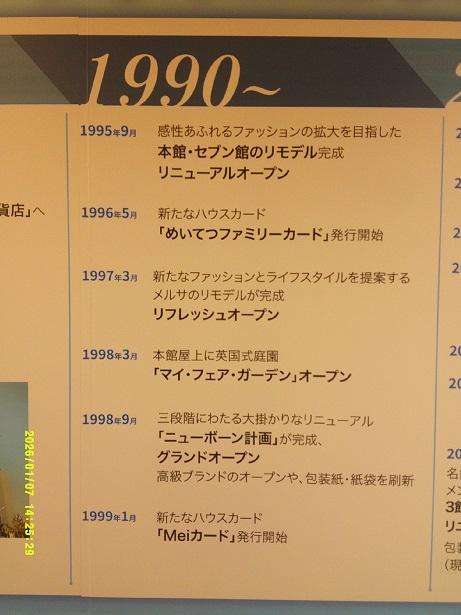 1990~
貨店」へ
1995年9月
感性あふれるファッションの拡大を目指した
本館・セブン館のリモデル完成
リニューアルオープン
1996年5月
新たなハウスカード
「めいてつファミリーカード」発行開始
1997年3月
新たなファッションとライフスタイルを提案する
メルサのリモデルが完成
リフレッシュオープン
1998年3月
本館屋上に英国式庭園
「マイ・フェア・ガーデン」オープン
1998年9月
三段階にわたる大掛かりなリニューアル
「ニューボーン計画」が完成、
グランドオープン
高級ブランドのオープンや、包装紙・紙袋を刷新
1999年1月
新たなハウスカード
「Meiカード」発行開始
2026/01/07 14:25:29
20
20
20
名
メン
3館
リニ
包装
(現